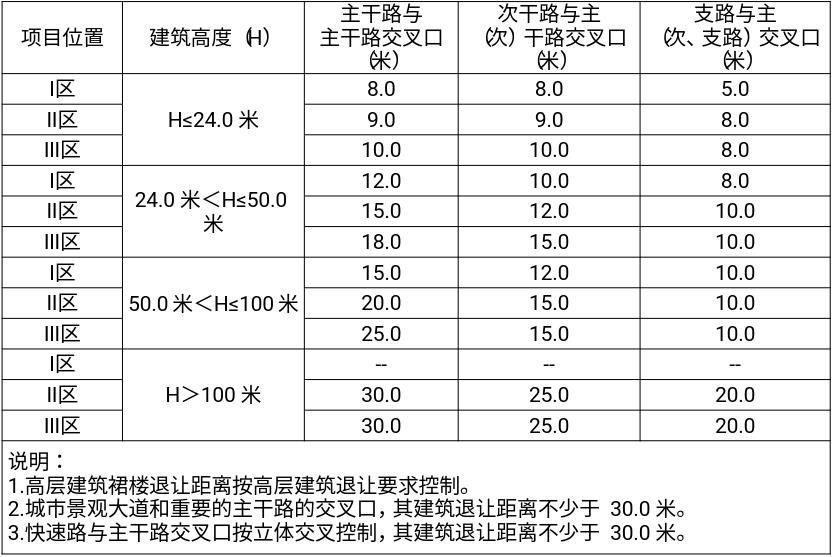 项目位置 建筑高度（H） 主干路与主干路交叉口（米） 次干路与主（次）干路交叉口（米） 支路与主（次、支路）交叉口（米）
I区 H≤24.0 米 8.0 8.0 5.0
II区 9.0 9.0 8.0
III区 10.0 10.0 8.0
I区 24.0 米＜H≤50.0 米 12.0 10.0 8.0
II区 15.0 12.0 10.0
III区 18.0 15.0 10.0
I区 50.0 米＜H≤100 米 15.0 12.0 10.0
II区 20.0 15.0 10.0
III区 25.0 15.0 10.0
I区 H＞100 米 -- -- --
II区 30.0 25.0 20.0
III区 30.0 25.0 20.0
说明：
1.高层建筑裙楼退让距离按高层建筑退让要求控制。
2.城市景观大道和重要的主干路的交叉口，其建筑退让距离不少于 30.0 米。
3.快速路与主干路交叉口按立体交叉控制，其建筑退让距离不少于 30.0 米。